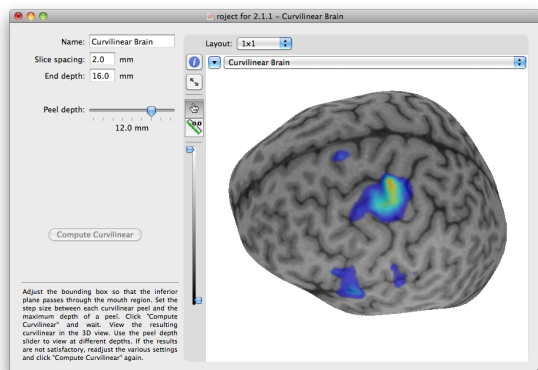 roject for 2.1.1 – Curvilinear Brain
Name: Curvilinear Brain
Slice spacing: 2.0 mm
End depth: 16.0 mm
Peel depth:
12.0 mm
Compute Curvilinear
Adjust the bounding box so that the inferior
plane passes through the mouth region. Set the
step size between each curvilinear peel and the
maximum depth of a peel. Click "Compute
Curvilinear" and wait. View the resulting
curvilinear in the 3D view. Use the peel depth
slider to view at different depths. If the results
are not satisfactory, readjust the various settings
and click "Compute Curvilinear" again.
Layout: 1x1
Curvilinear Brain